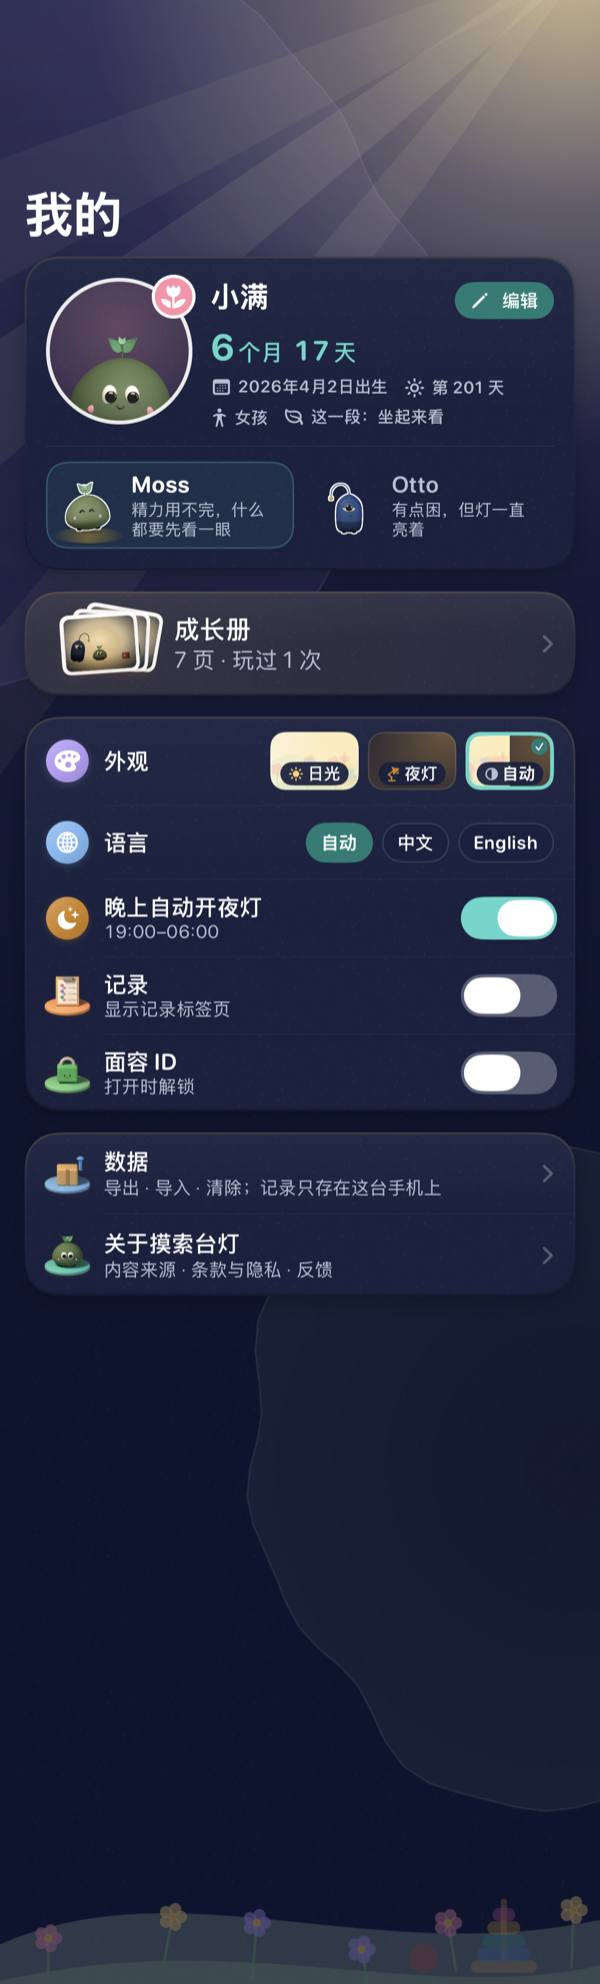 我的
小满
编辑
6个月 17天
2026年4月2日出生 第 201 天
女孩 这一段：坐起来看
Moss
精力用不完，什么
都要先看一眼
Otto
有点困，但灯一直
亮着
成长册
7 页 · 玩过 1 次
外观
日光
夜灯
自动
语言
自动
中文
English
晚上自动开夜灯
19:00–06:00
记录
显示记录标签页
面容 ID
打开时解锁
数据
导出 · 导入 · 清除；记录只存在这台手机上
关于摸索台灯
内容来源 · 条款与隐私 · 反馈